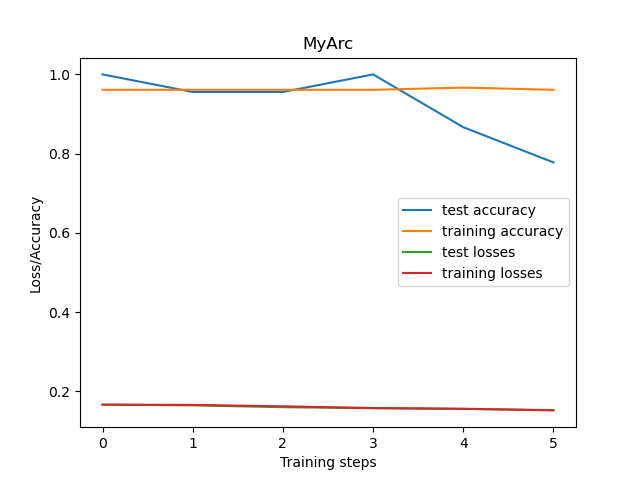 MyArc
Loss/Accuracy
1.0
0.8
0.6
0.4
0.2
test accuracy
training accuracy
test losses
training losses
0 1 2 3 4 5
Training steps